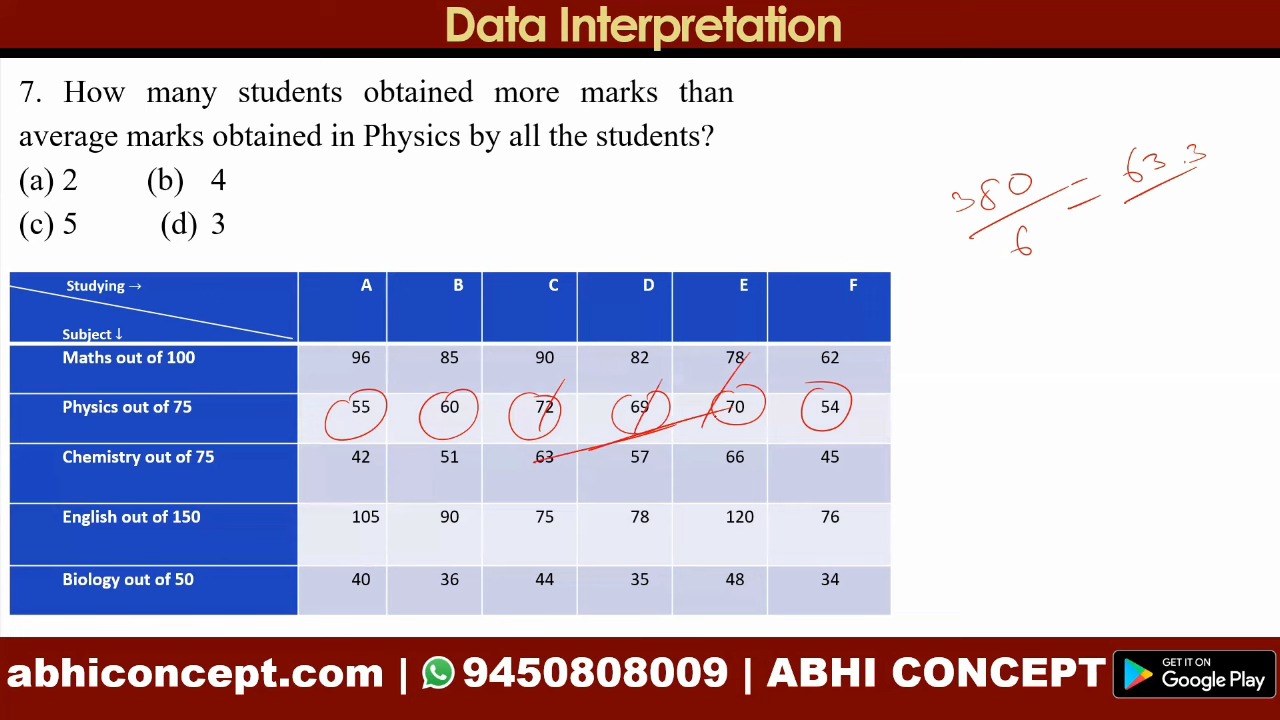 Data Interpretation
7. How many students obtained more marks than
average marks obtained in Physics by all the students?
(a) 2 (b) 4
(c) 5 (d) 3
380
6
= 63.3
Studying → A B C D E F
Subject ↓
Maths out of 100 96 85 90 82 78 62
Physics out of 75 55 60 72 69 70 54
Chemistry out of 75 42 51 63 57 66 45
English out of 150 105 90 75 78 120 76
Biology out of 50 40 36 44 35 48 34
abhiconcept.com | 9450808009 | ABHI CONCEPT
GET IT ON
Google Play